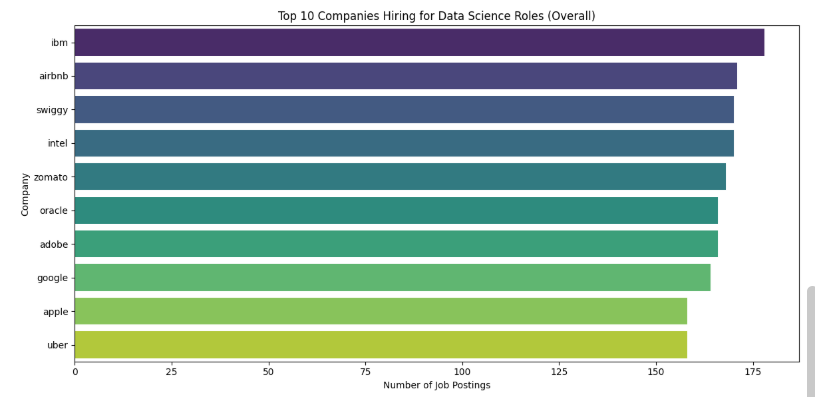 Top 10 Companies Hiring for Data Science Roles (Overall)
ibm
airbnb
swiggy
intel
zomato
oracle
adobe
google
apple
uber
Company
0 25 50 75 100 125 150 175
Number of Job Postings